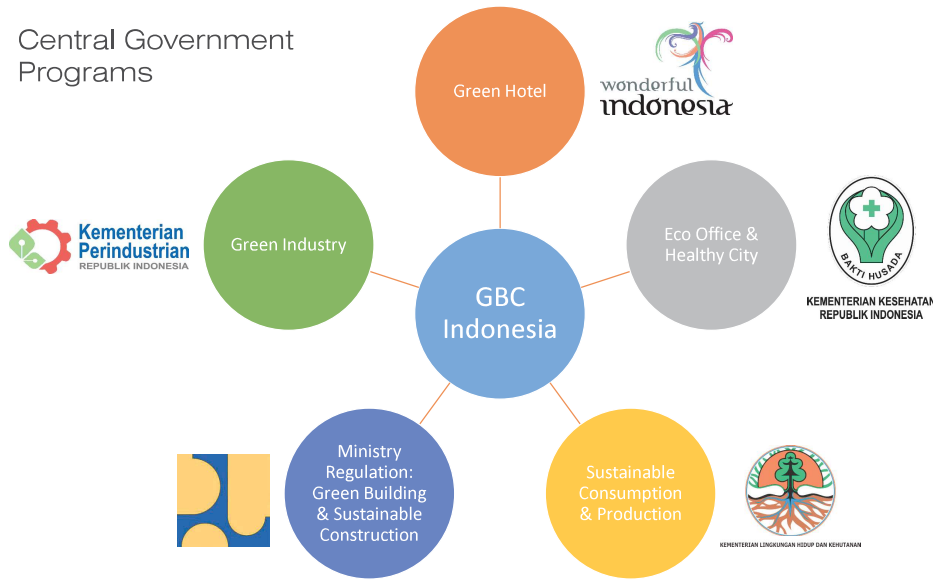 Central Government
Programs
Green Hotel
wonderful
indonesia
Kementerian
Perindustrian
REPUBLIK INDONESIA
Green Industry
Eco Office &
Healthy City
BAKTI HUSADA
KEMENTERIAN KESEHATAN
REPUBLIK INDONESIA
GBC
Indonesia
Ministry
Regulation:
Green Building
& Sustainable
Construction
Sustainable
Consumption
& Production
KEMENTERIAN LINGKUNGAN HIDUP DAN KEHUTANAN